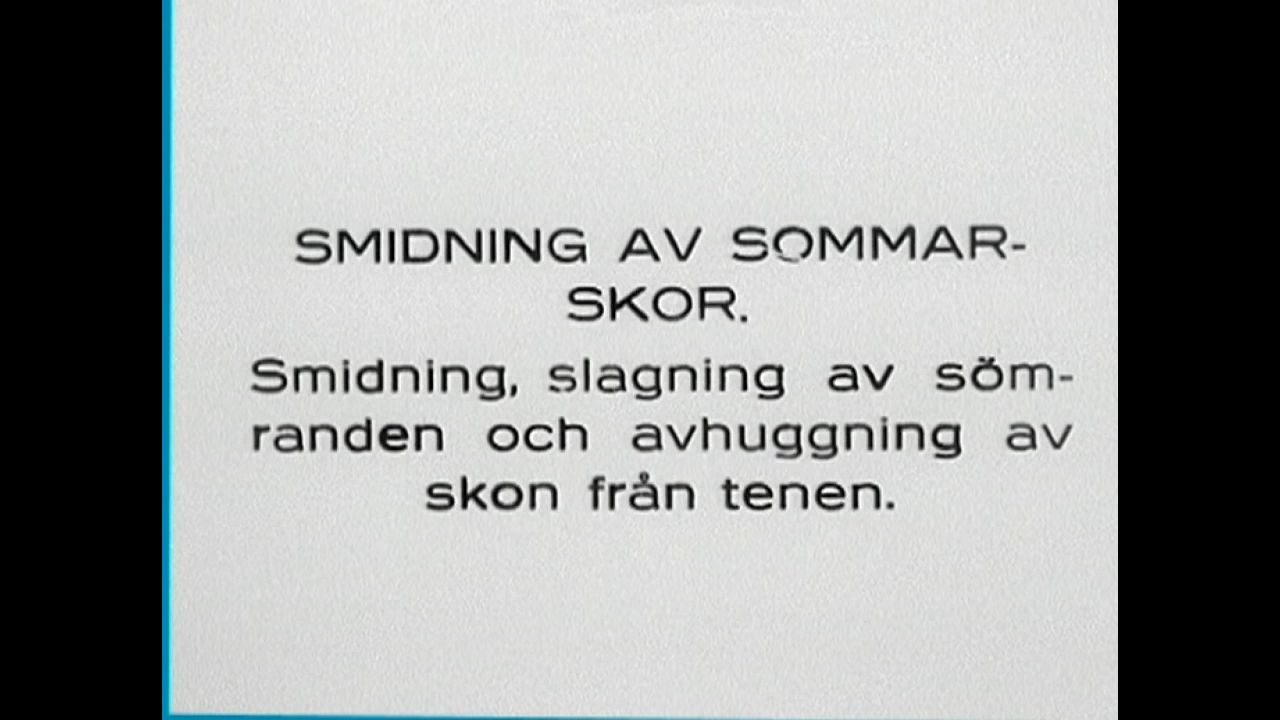 SMIDNING AV SOMMAR-
SKOR.
Smidning, slagning av söm-
randen och avhuggning av
skon från tenen.